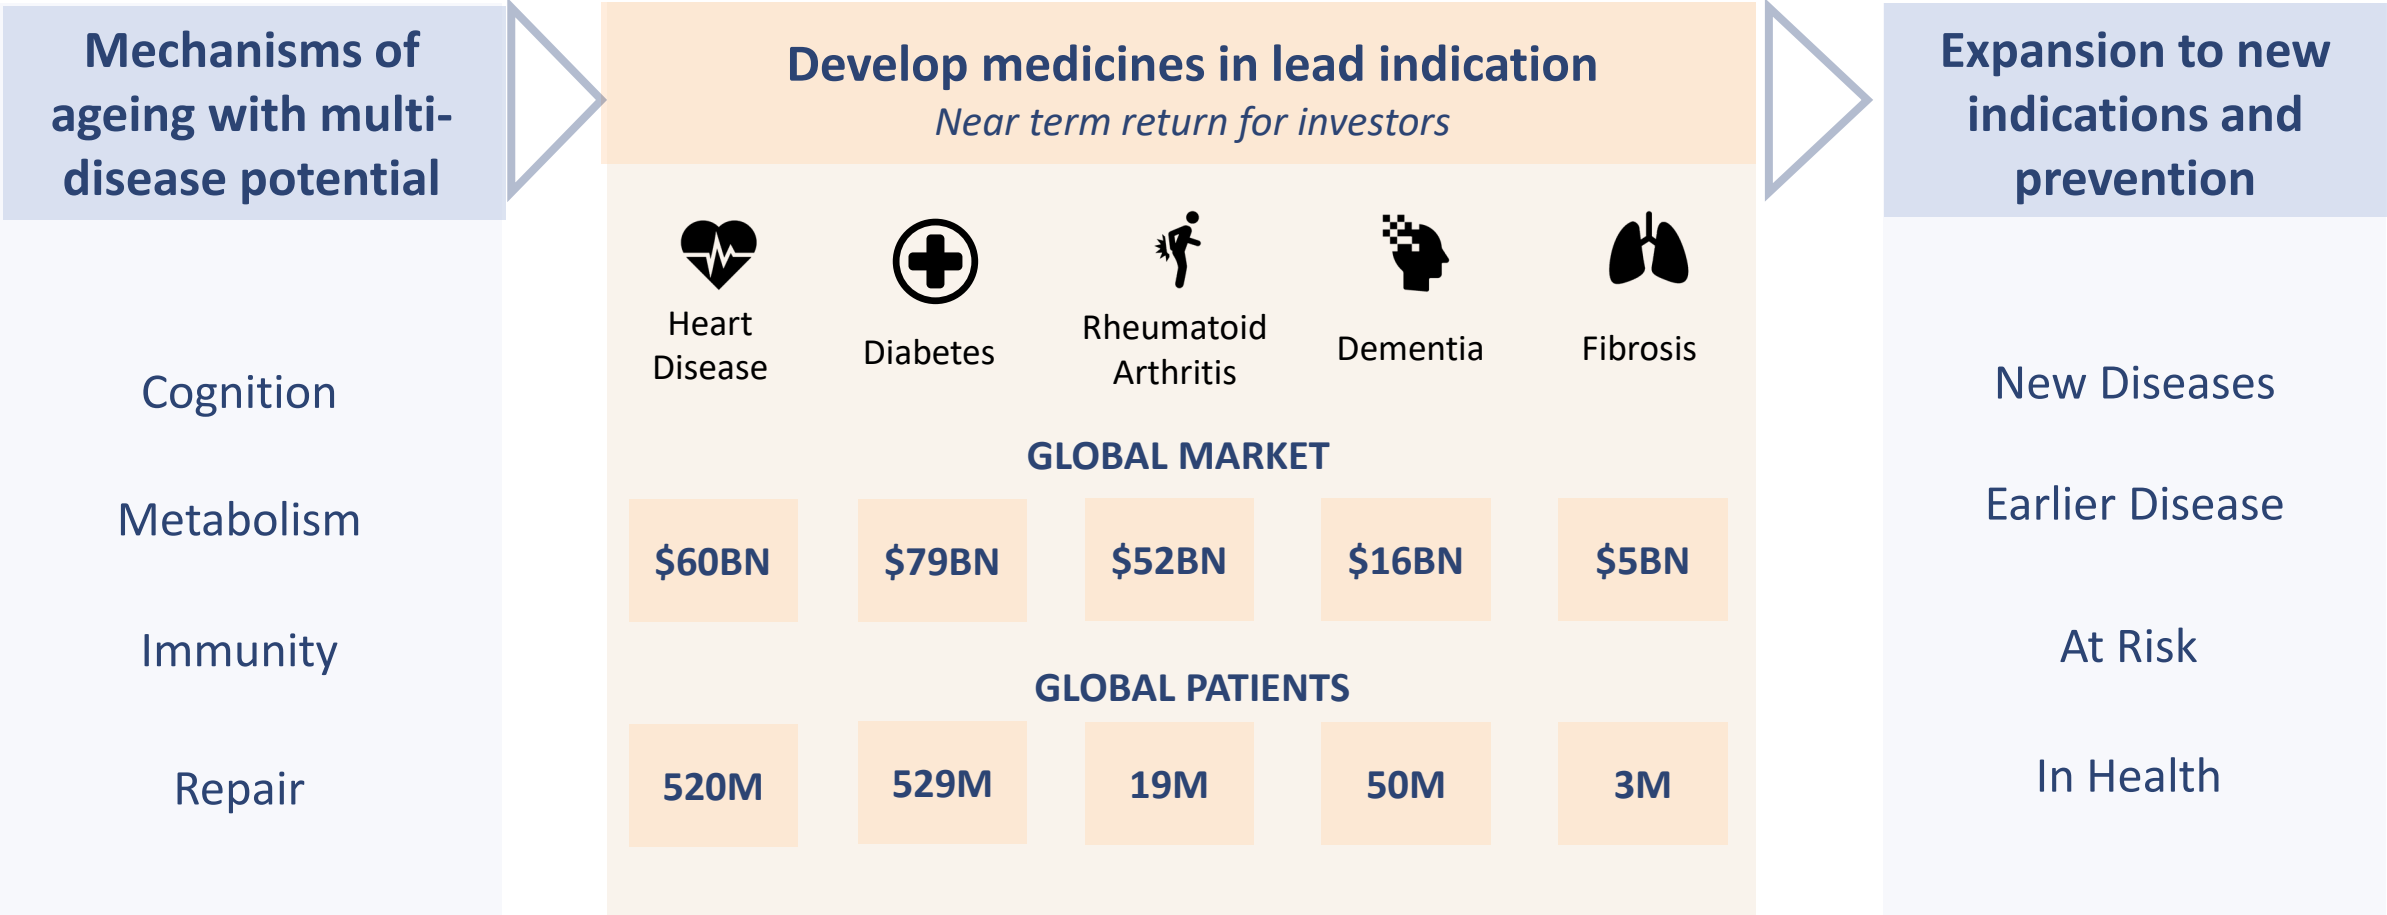 Mechanisms of
ageing with multi-
disease potential
Cognition
Metabolism
Immunity
Repair
Develop medicines in lead indication
Near term return for investors
Heart
Disease
Diabetes
Rheumatoid
Arthritis
Dementia
Fibrosis
GLOBAL MARKET
$60BN
$79BN
$52BN
$16BN
$5BN
GLOBAL PATIENTS
520M
529M
19M
50M
3M
Expansion to new
indications and
prevention
New Diseases
Earlier Disease
At Risk
In Health